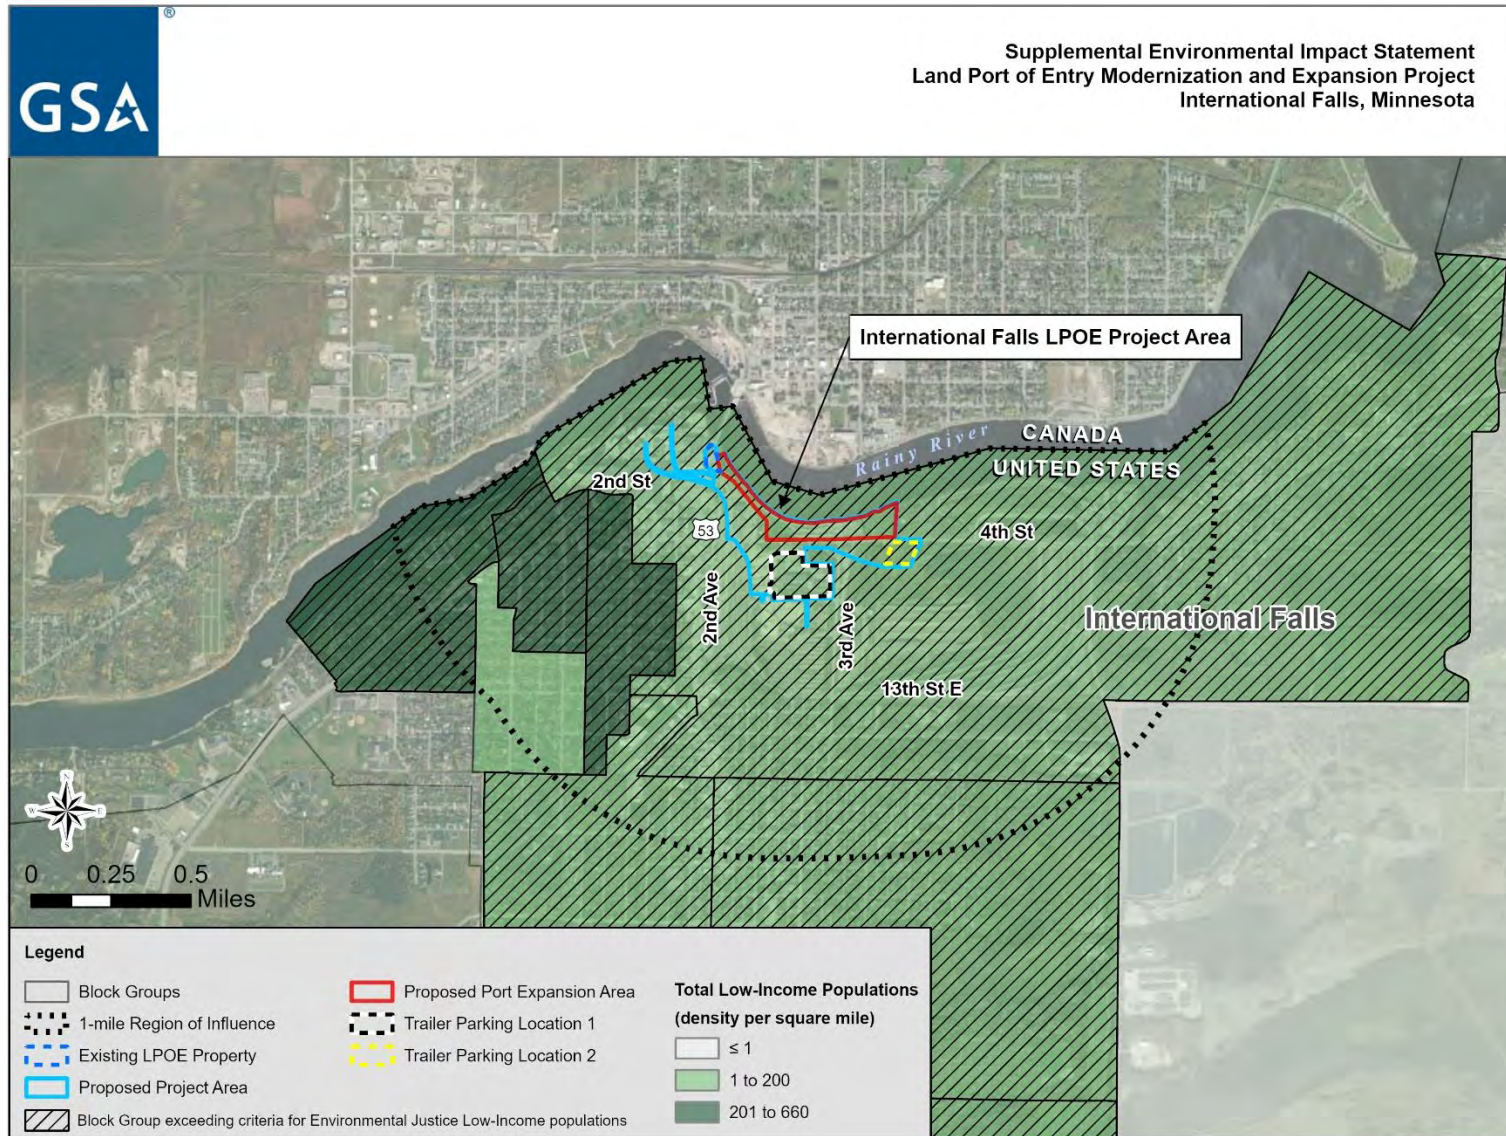 ®
GSA
Supplemental Environmental Impact Statement
Land Port of Entry Modernization and Expansion Project
International Falls, Minnesota
International Falls LPOE Project Area
Rainy River
CANADA
UNITED STATES
2nd St
53
4th St
2nd Ave
3rd Ave
International Falls
13th St E
N
W E
S
0 0.25 0.5
Miles
Legend
Block Groups
1-mile Region of Influence
Existing LPOE Property
Proposed Project Area
Block Group exceeding criteria for Environmental Justice Low-Income populations
Proposed Port Expansion Area
Trailer Parking Location 1
Trailer Parking Location 2
Total Low-Income Populations
(density per square mile)
≤ 1
1 to 200
201 to 660